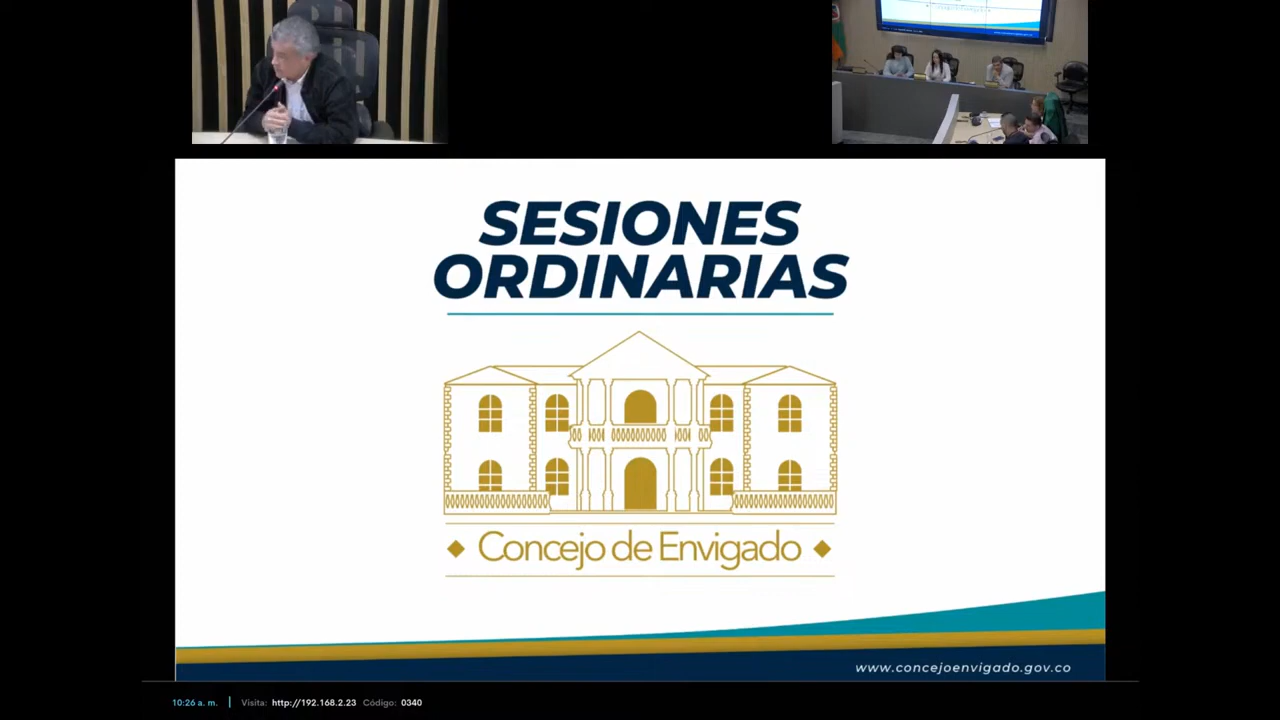 SESIONES
ORDINARIAS
Concejo de Envigado
www.concejoenvigado.gov.co
10:26 a. m. Visita: http://192.168.2.23 Código: 0340